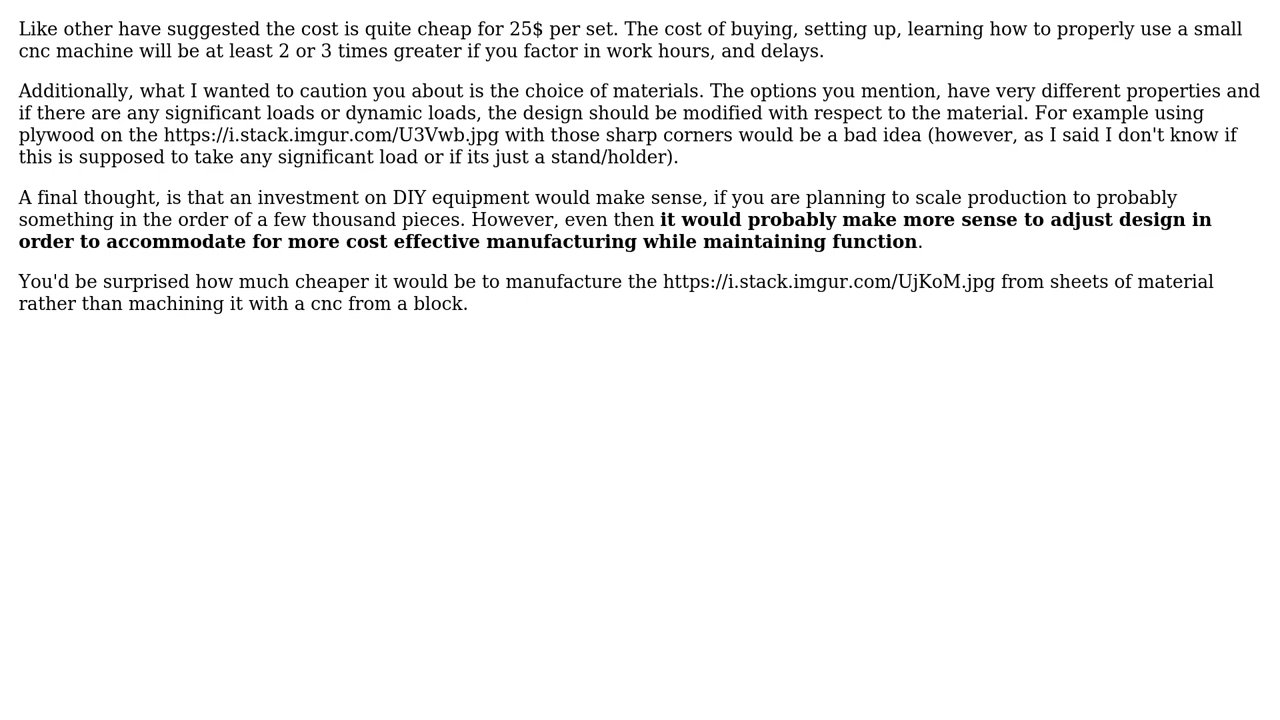 Like other have suggested the cost is quite cheap for 25$ per set. The cost of buying, setting up, learning how to properly use a small
cnc machine will be at least 2 or 3 times greater if you factor in work hours, and delays.
Additionally, what I wanted to caution you about is the choice of materials. The options you mention, have very different properties and
if there are any significant loads or dynamic loads, the design should be modified with respect to the material. For example using
plywood on the https://i.stack.imgur.com/U3Vwb.jpg with those sharp corners would be a bad idea (however, as I said I don't know if
this is supposed to take any significant load or if its just a stand/holder).
A final thought, is that an investment on DIY equipment would make sense, if you are planning to scale production to probably
something in the order of a few thousand pieces. However, even then it would probably make more sense to adjust design in
order to accommodate for more cost effective manufacturing while maintaining function.
You'd be surprised how much cheaper it would be to manufacture the https://i.stack.imgur.com/UjKoM.jpg from sheets of material
rather than machining it with a cnc from a block.